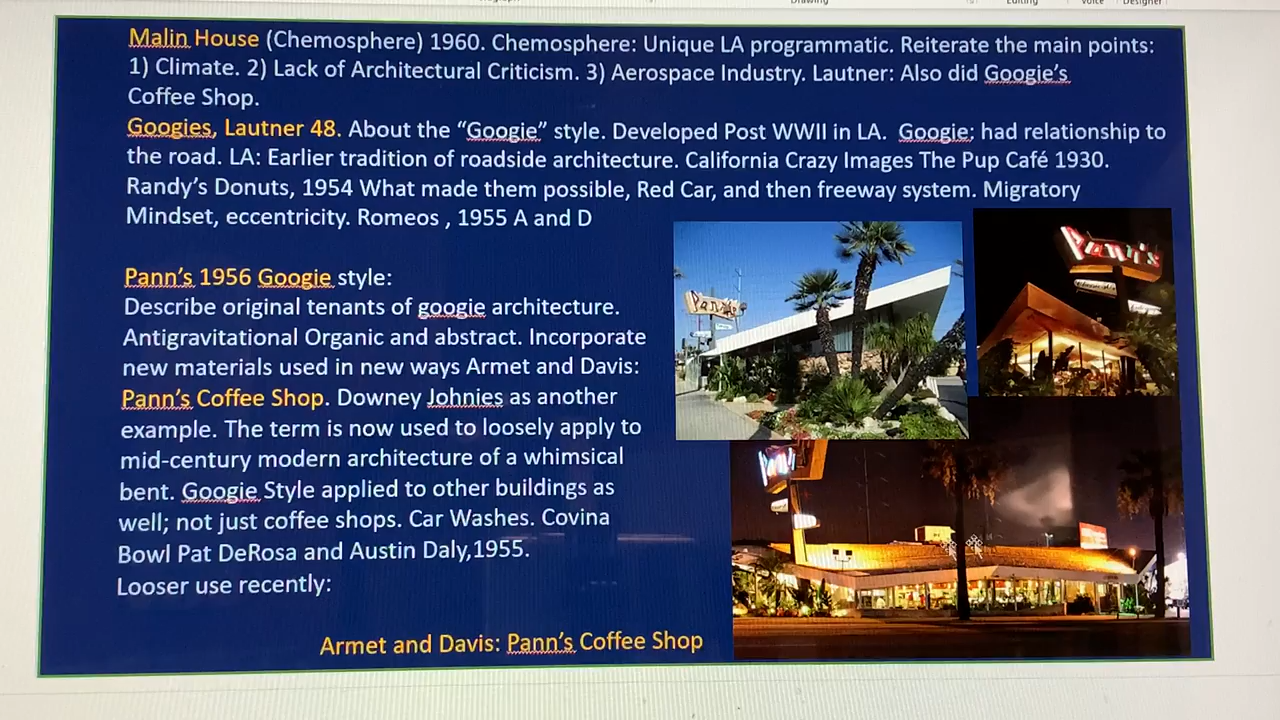 Drawing
Editing
Voice
Designer
Malin House (Chemosphere) 1960. Chemosphere: Unique LA programmatic. Reiterate the main points:
1) Climate. 2) Lack of Architectural Criticism. 3) Aerospace Industry. Lautner: Also did Googie's
Coffee Shop.
Googies, Lautner 48. About the “Googie” style. Developed Post WWII in LA. Googie; had relationship to
the road. LA: Earlier tradition of roadside architecture. California Crazy Images The Pup Café 1930.
Randy's Donuts, 1954 What made them possible, Red Car, and then freeway system. Migratory
Mindset, eccentricity. Romeos , 1955 A and D
Pann's 1956 Googie style:
Describe original tenants of googie architecture.
Antigravitational Organic and abstract. Incorporate
new materials used in new ways Armet and Davis:
Pann's Coffee Shop. Downey Johnies as another
example. The term is now used to loosely apply to
mid-century modern architecture of a whimsical
bent. Googie Style applied to other buildings as
well; not just coffee shops. Car Washes. Covina
Bowl Pat DeRosa and Austin Daly,1955.
Looser use recently:
Armet and Davis: Pann's Coffee Shop
Pann's
Pann's